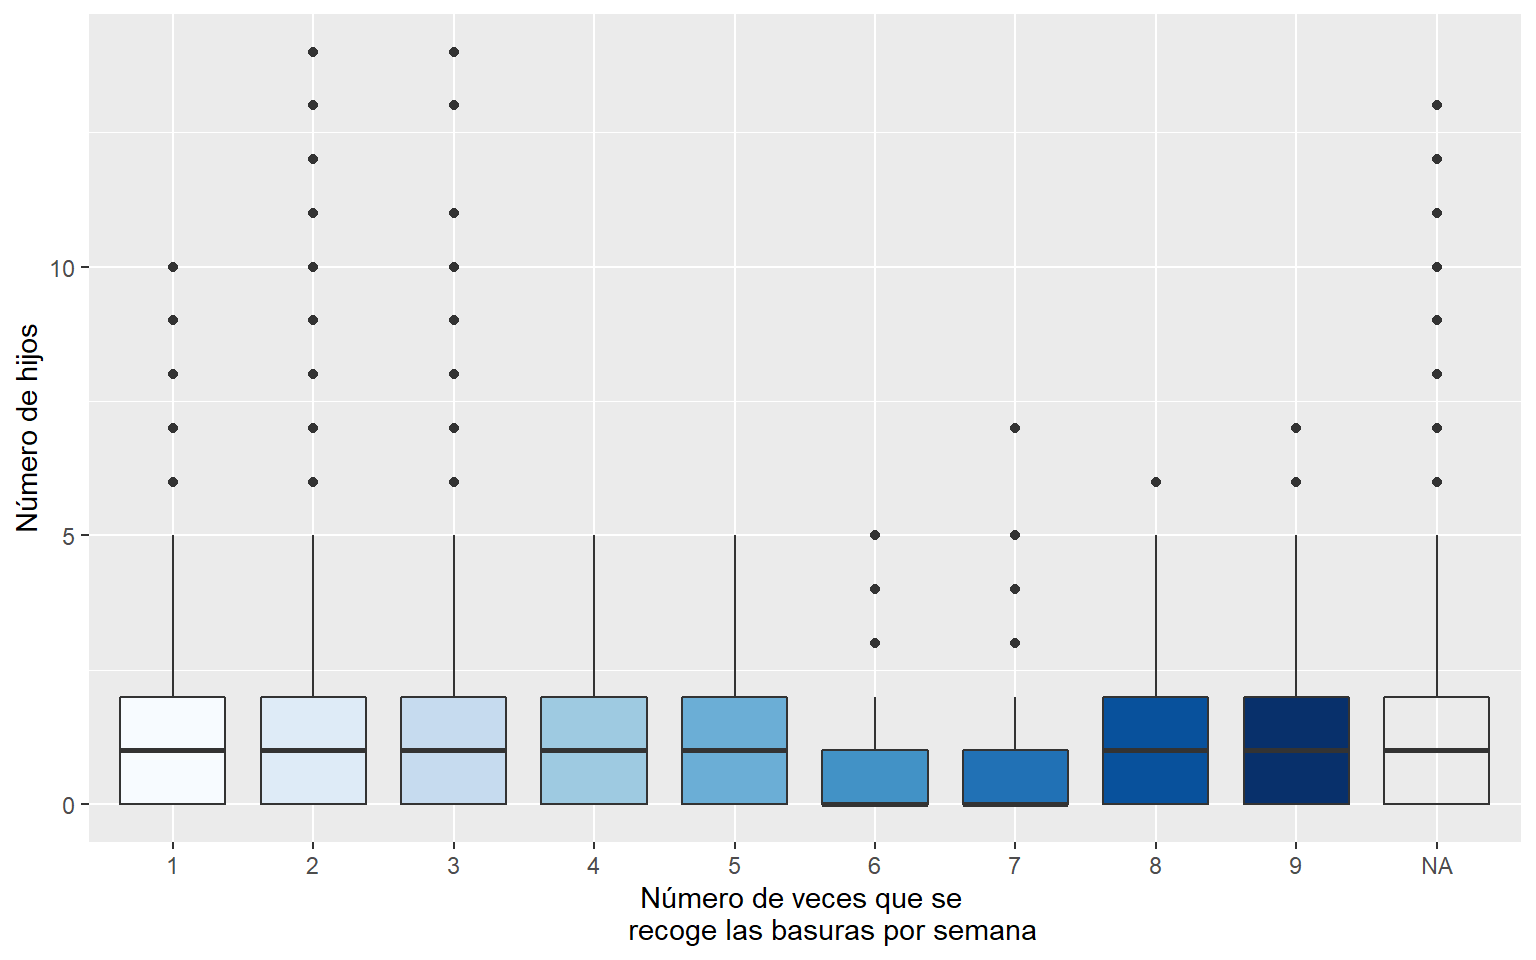 Número de hijos
10
5
0
1 2 3 4 5 6 7 8 9 NA
Número de veces que se
recoge las basuras por semana